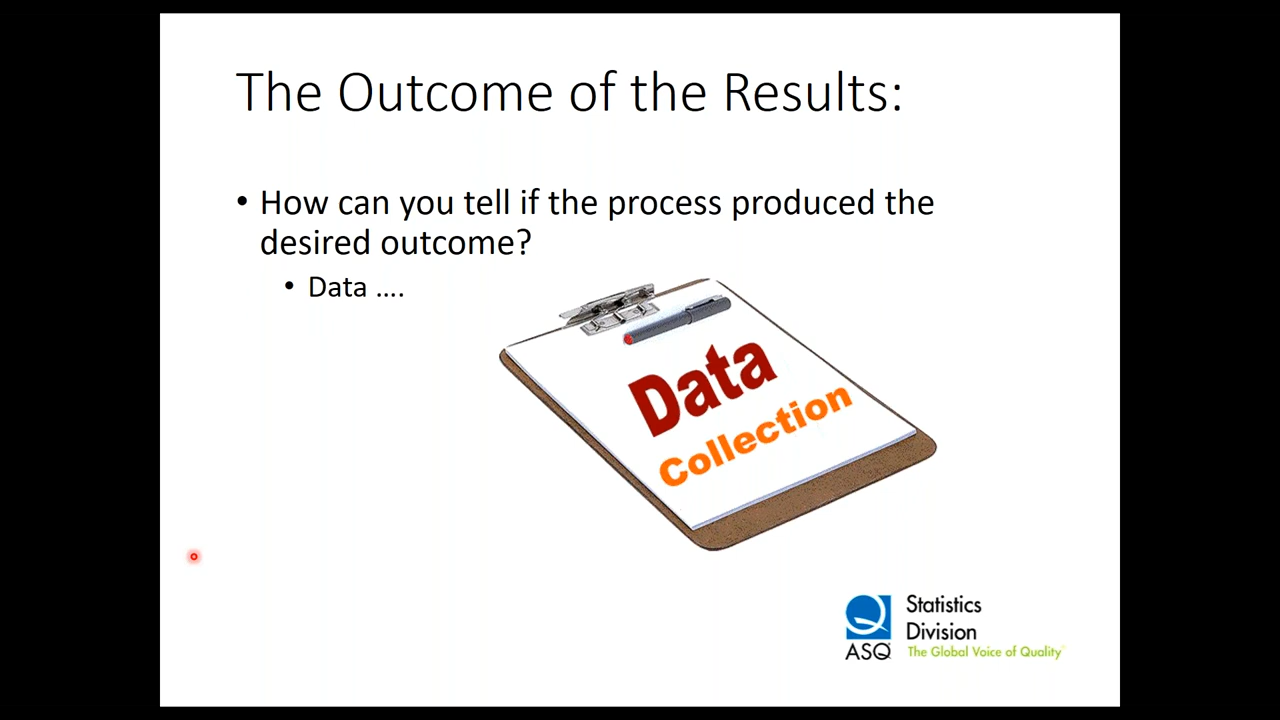 The Outcome of the Results:
• How can you tell if the process produced the
desired outcome?
• Data ….
Data
Collection
Statistics
Division
ASQ The Global Voice of Quality